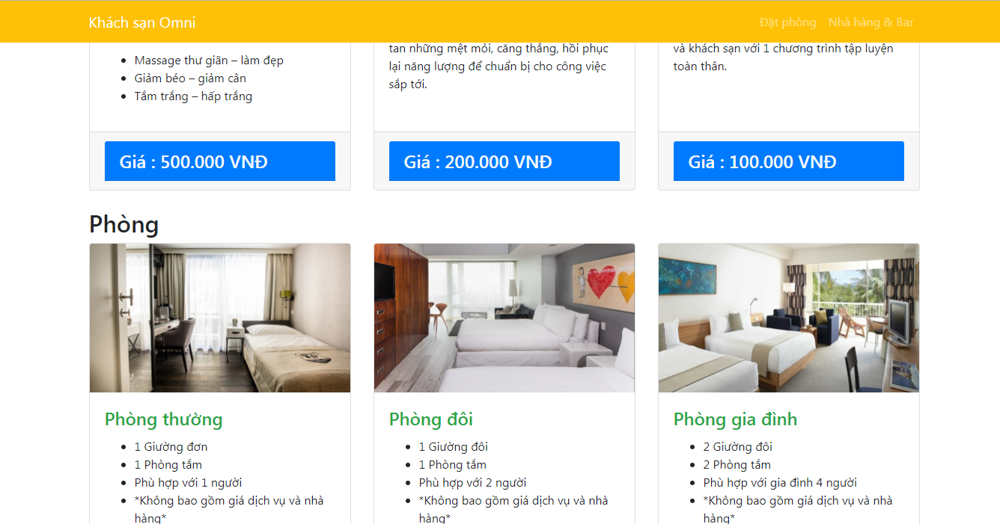 Khách sạn Omni
Đặt phòng Nhà hàng & Bar
Massage thư giãn – làm đẹp
Giảm béo – giảm cân
Tắm trắng – hấp trắng
Giá : 500.000 VNĐ
tan những mệt mỏi, căng thẳng, hồi phục
lại năng lượng để chuẩn bị cho công việc
sắp tới.
Giá : 200.000 VNĐ
và khách sạn với 1 chương trình tập luyện
toàn thân.
Giá : 100.000 VNĐ
Phòng
Phòng thường
1 Giường đơn
1 Phòng tắm
Phù hợp với 1 người
*Không bao gồm giá dịch vụ và nhà
hàng*
Phòng đôi
1 Giường đôi
1 Phòng tắm
Phù hợp với 2 người
*Không bao gồm giá dịch vụ và nhà
hàng*
Phòng gia đình
2 Giường đôi
2 Phòng tắm
Phù hợp với gia đình 4 người
*Không bao gồm giá dịch vụ và nhà
hàng*